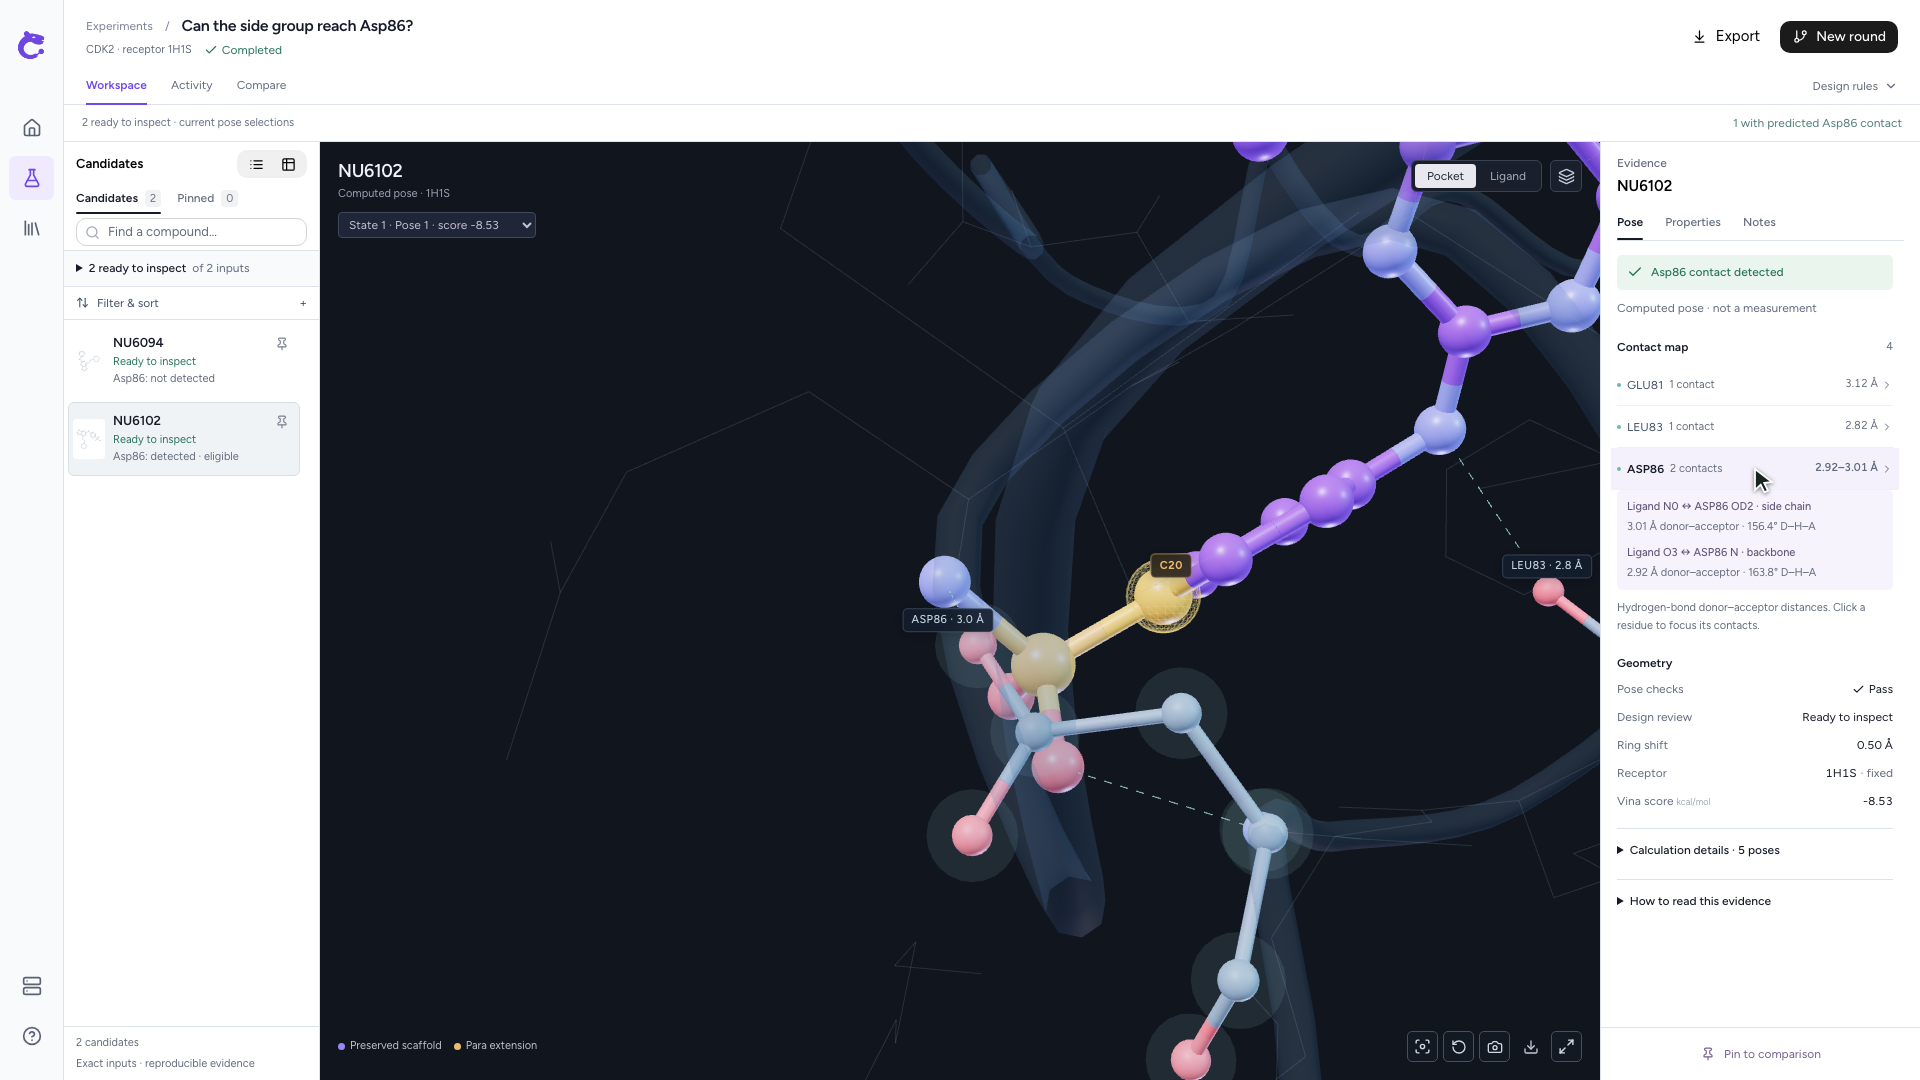 Experiments / Can the side group reach Asp86?
CDK2 · receptor 1H1S Completed
Export
New round
Workspace Activity Compare
Design rules
2 ready to inspect · current pose selections
1 with predicted Asp86 contact
Candidates
Candidates 2 Pinned 0
Find a compound...
2 ready to inspect of 2 inputs
Filter & sort +
NU6094
Ready to inspect
Asp86: not detected
NU6102
Ready to inspect
Asp86: detected · eligible
2 candidates
Exact inputs · reproducible evidence
NU6102
Computed pose · 1H1S
State 1 · Pose 1 · score -8.53
Pocket Ligand
C20
LEU83 · 2.8 Å
ASP86 · 3.0 Å
Preserved scaffold Para extension
Evidence
NU6102
Pose Properties Notes
Asp86 contact detected
Computed pose · not a measurement
Contact map 4
GLU81 1 contact 3.12 Å
LEU83 1 contact 2.82 Å
ASP86 2 contacts 2.92–3.01 Å
Ligand N0 ↔ ASP86 OD2 · side chain
3.01 Å donor–acceptor · 156.4° D–H–A
Ligand O3 ↔ ASP86 N · backbone
2.92 Å donor–acceptor · 163.8° D–H–A
Hydrogen-bond donor–acceptor distances. Click a
residue to focus its contacts.
Geometry
Pose checks Pass
Design review Ready to inspect
Ring shift 0.50 Å
Receptor 1H1S · fixed
Vina score kcal/mol -8.53
Calculation details · 5 poses
How to read this evidence
Pin to comparison